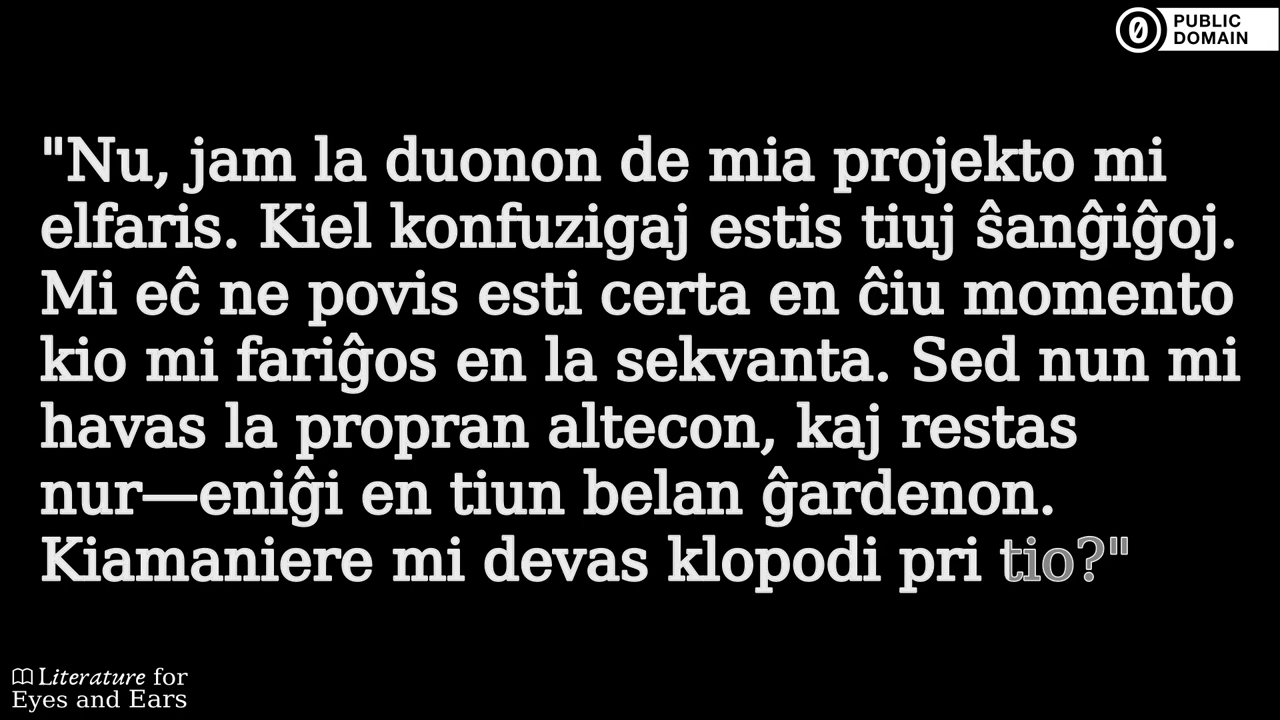 PUBLIC
DOMAIN
"Nu, jam la duonon de mia projekto mi
elfaris. Kiel konfuzigaj estis tiuj ŝanĝiĝoj.
Mi eĉ ne povis esti certa en ĉiu momento
kio mi fariĝos en la sekvanta. Sed nun mi
havas la propran altecon, kaj restas
nur—eniĝi en tiun belan ĝardenon.
Kiamaniere mi devas klopodi pri tio?"
Literature for
Eyes and Ears